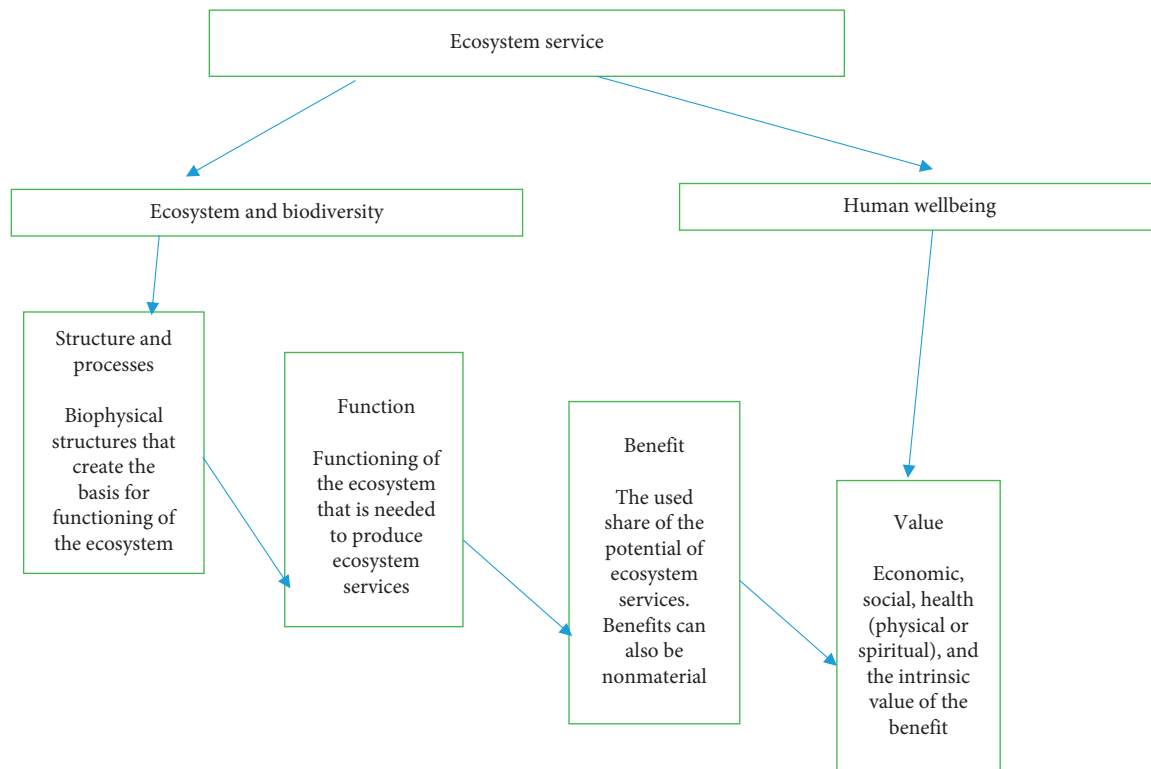 Ecosystem service
Ecosystem and biodiversity
Human wellbeing
Structure and
processes
Biophysical
structures that
create the
basis for
functioning of
the ecosystem
Function
Functioning of
the ecosystem
that is needed
to produce
ecosystem
services
Benefit
The used
share of the
potential of
ecosystem
services.
Benefits can
also be
nonmaterial
Value
Economic,
social, health
(physical or
spiritual), and
the intrinsic
value of the
benefit